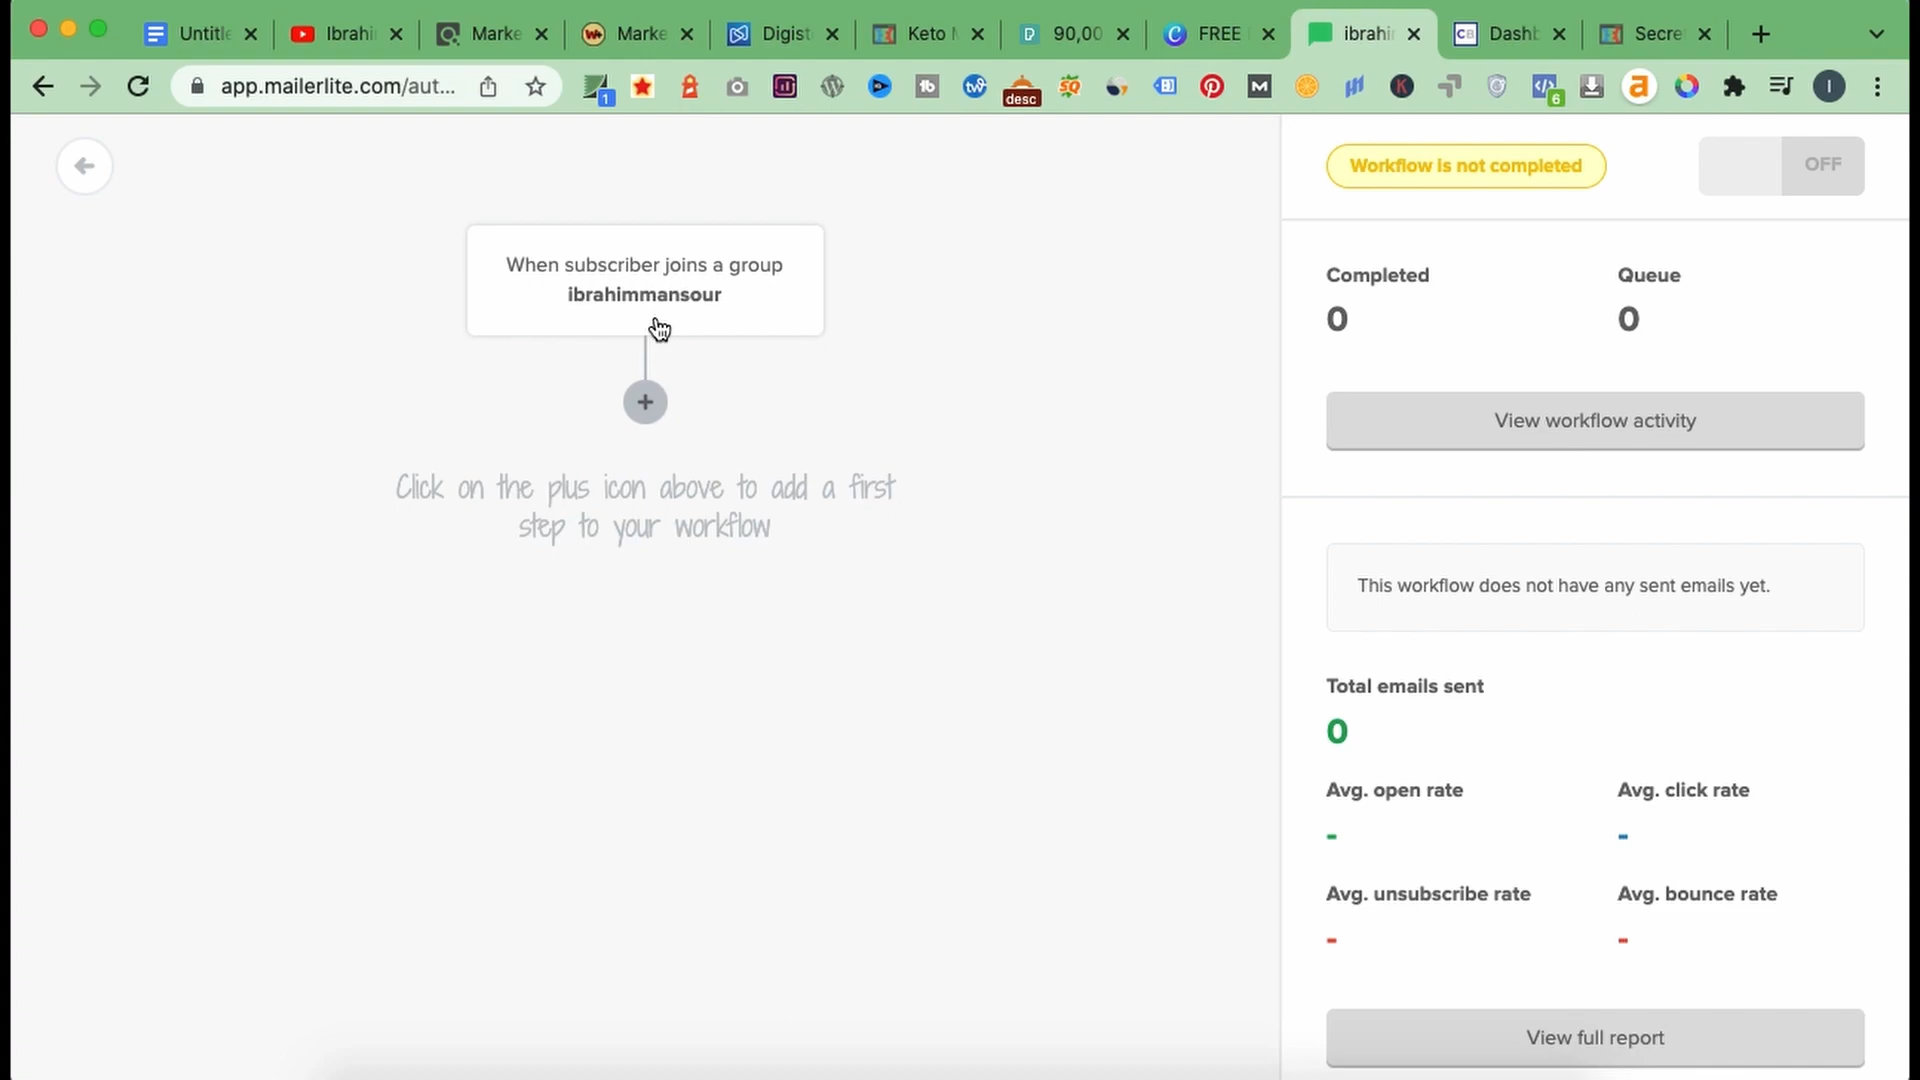 Untitle
Ibrahi
Marke
Marke
Digist
Keto M
90,00
FREE
ibrahir
Dashb
Secre
app.mailerlite.com/aut...
1
desc
6
I
Workflow is not completed
OFF
When subscriber joins a group
ibrahimmansour
Completed
Queue
0
0
View workflow activity
Click on the plus icon above to add a first
step to your workflow
This workflow does not have any sent emails yet.
Total emails sent
0
Avg. open rate
Avg. click rate
-
-
Avg. unsubscribe rate
Avg. bounce rate
-
-
View full report